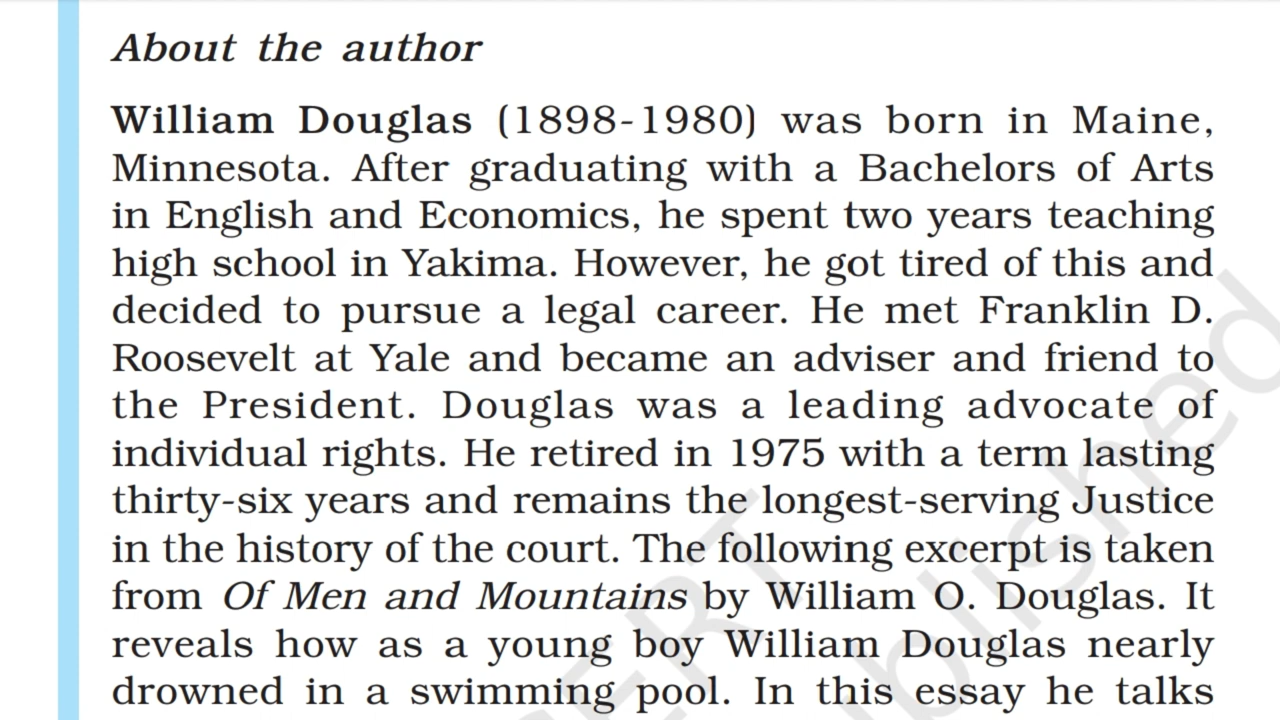 About the author
William Douglas (1898-1980) was born in Maine,
Minnesota. After graduating with a Bachelors of Arts
in English and Economics, he spent two years teaching
high school in Yakima. However, he got tired of this and
decided to pursue a legal career. He met Franklin D.
Roosevelt at Yale and became an adviser and friend to
the President. Douglas was a leading advocate of
individual rights. He retired in 1975 with a term lasting
thirty-six years and remains the longest-serving Justice
in the history of the court. The following excerpt is taken
from Of Men and Mountains by William O. Douglas. It
reveals how as a young boy William Douglas nearly
drowned in a swimming pool. In this essay he talks